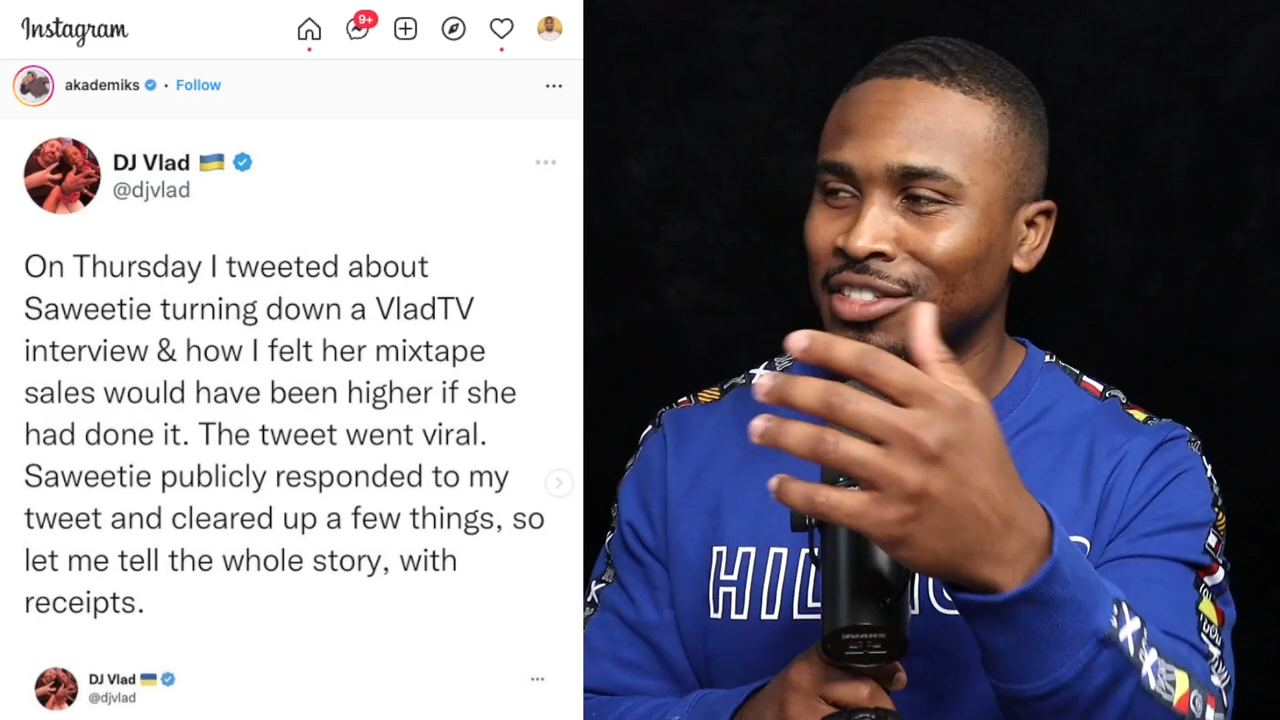 Instagram
9+
akademiks • Follow
DJ Vlad
@djvlad
On Thursday I tweeted about
Saweetie turning down a VladTV
interview & how I felt her mixtape
sales would have been higher if she
had done it. The tweet went viral.
Saweetie publicly responded to my
tweet and cleared up a few things, so
let me tell the whole story, with
receipts.
DJ Vlad
@djvlad